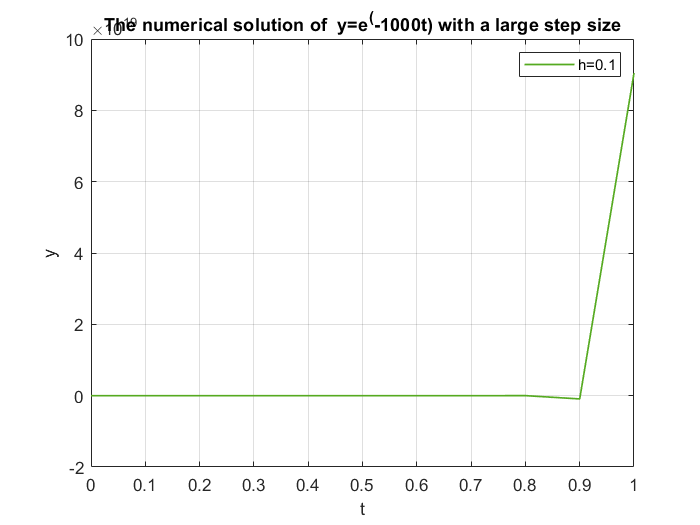 ×10¹⁹
The numerical solution of y=e⁽-1000t) with a large step size
h=0.1
10
8
6
4
2
0
-2
y
0 0.1 0.2 0.3 0.4 0.5 0.6 0.7 0.8 0.9 1
t